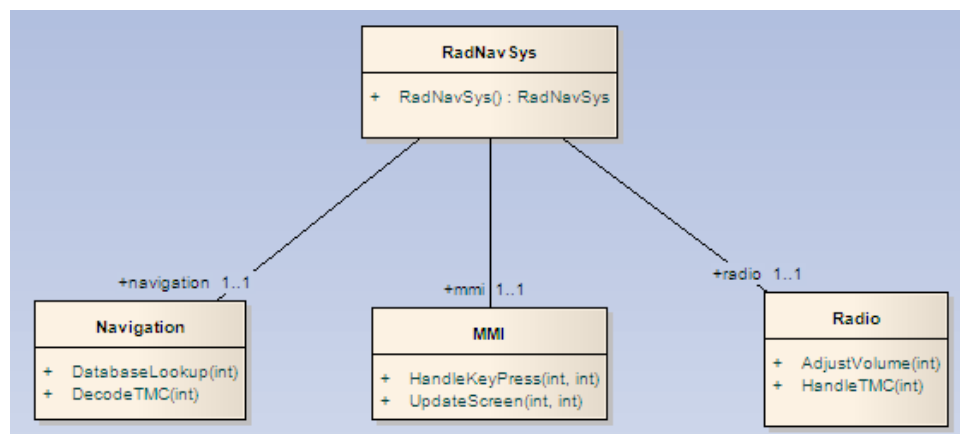 RadNavSys
+ RadNavSys() : RadNavSys
+navigation 1..1
+mmi 1..1
+radio 1..1
Navigation
+ DatabaseLookup(int)
+ DecodeTMC(int)
MMI
+ HandleKeyPress(int, int)
+ UpdateScreen(int, int)
Radio
+ AdjustVolume(int)
+ HandleTMC(int)